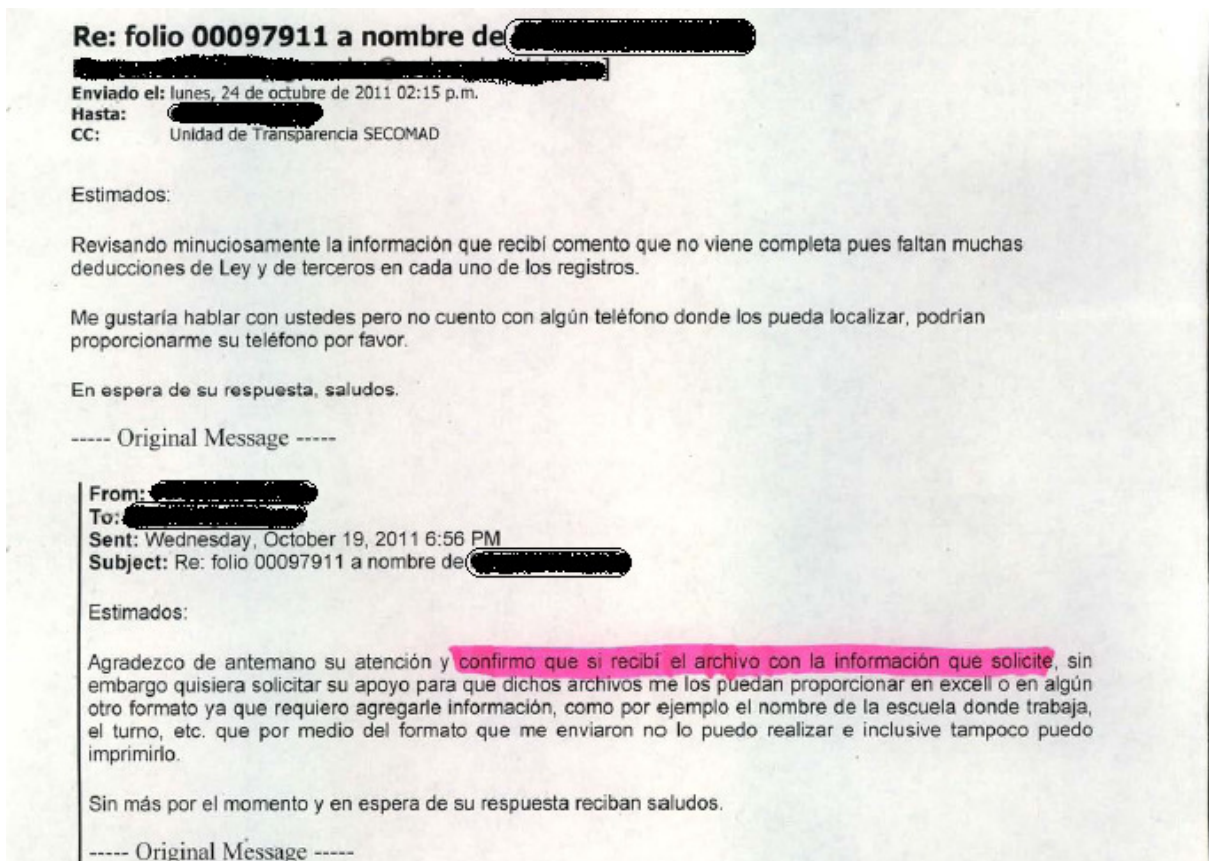 Re: folio 00097911 a nombre de
Enviado el: lunes, 24 de octubre de 2011 02:15 p.m.
Hasta:
CC: Unidad de Transparencia SECOMAD
Estimados:
Revisando minuciosamente la información que recibí comento que no viene completa pues faltan muchas
deducciones de Ley y de terceros en cada uno de los registros.
Me gustaría hablar con ustedes pero no cuento con algún teléfono donde los pueda localizar, podrían
proporcionarme su teléfono por favor.
En espera de su respuesta, saludos.
----- Original Message -----
From:
To:
Sent: Wednesday, October 19, 2011 6:56 PM
Subject: Re: folio 00097911 a nombre de
Estimados:
Agradezco de antemano su atención y confirmo que si recibí el archivo con la información que solicite, sin
embargo quisiera solicitar su apoyo para que dichos archivos me los puedan proporcionar en excell o en algún
otro formato ya que requiero agregarle información, como por ejemplo el nombre de la escuela donde trabaja,
el turno, etc. que por medio del formato que me enviaron no lo puedo realizar e inclusive tampoco puedo
imprimirlo.
Sin más por el momento y en espera de su respuesta reciban saludos.
----- Original Message -----